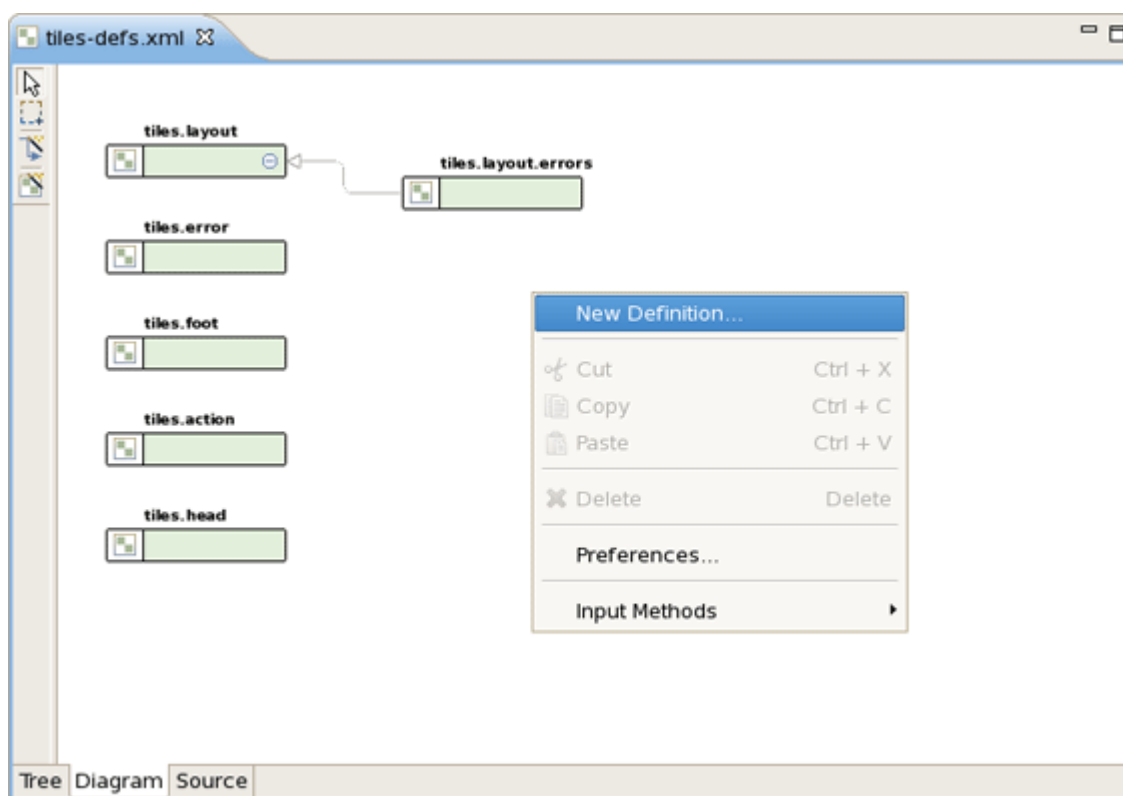 tiles-defs.xml
tiles.layout
tiles.layout.errors
tiles.error
tiles.foot
tiles.action
tiles.head
New Definition...
Cut Ctrl + X
Copy Ctrl + C
Paste Ctrl + V
Delete Delete
Preferences...
Input Methods
Tree Diagram Source